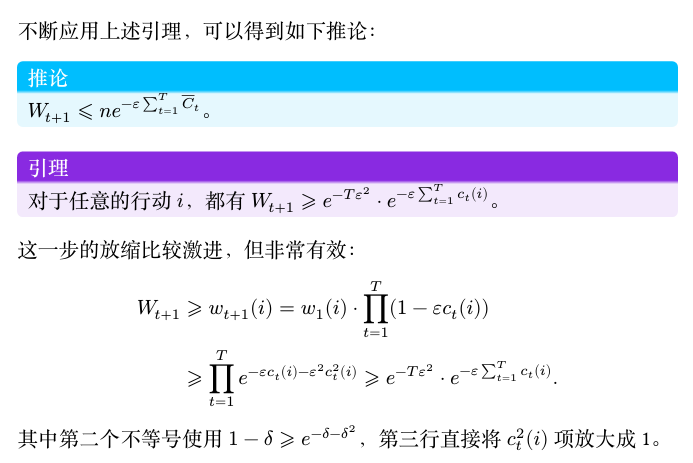 不断应用上述引理，可以得到如下推论：
推论
$W_{t+1} \leqslant n e^{-\varepsilon \sum_{t=1}^{T} \overline{C}_t}$。
引理
对于任意的行动 $i$，都有 $W_{t+1} \geqslant e^{-T\varepsilon^2} \cdot e^{-\varepsilon \sum_{t=1}^{T} c_t(i)}$。
这一步的放缩比较激进，但非常有效：
$W_{t+1} \geqslant w_{t+1}(i) = w_1(i) \cdot \prod_{t=1}^{T} (1 - \varepsilon c_t(i))$
$\geqslant \prod_{t=1}^{T} e^{-\varepsilon c_t(i) - \varepsilon^2 c_t^2(i)} \geqslant e^{-T\varepsilon^2} \cdot e^{-\varepsilon \sum_{t=1}^{T} c_t(i)}.$
其中第二个不等号使用 $1 - \delta \geqslant e^{-\delta - \delta^2}$，第三行直接将 $c_t^2(i)$ 项放大成 1。